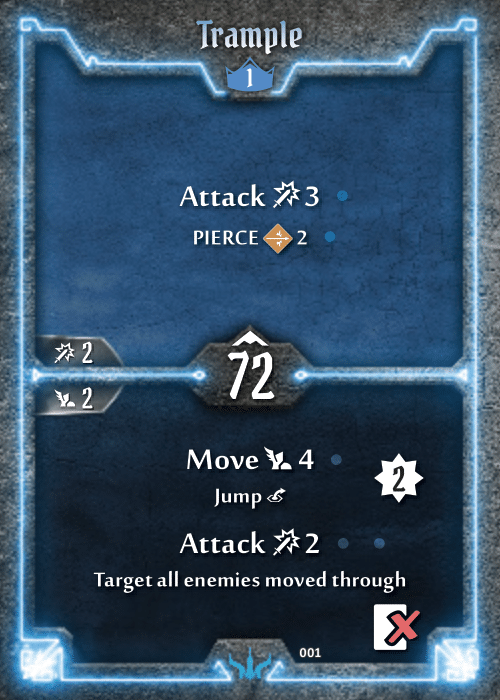 Trample
1
Attack 3
PIERCE 2
2
72
2
Move 4
2
Jump
Attack 2
Target all enemies moved through
001